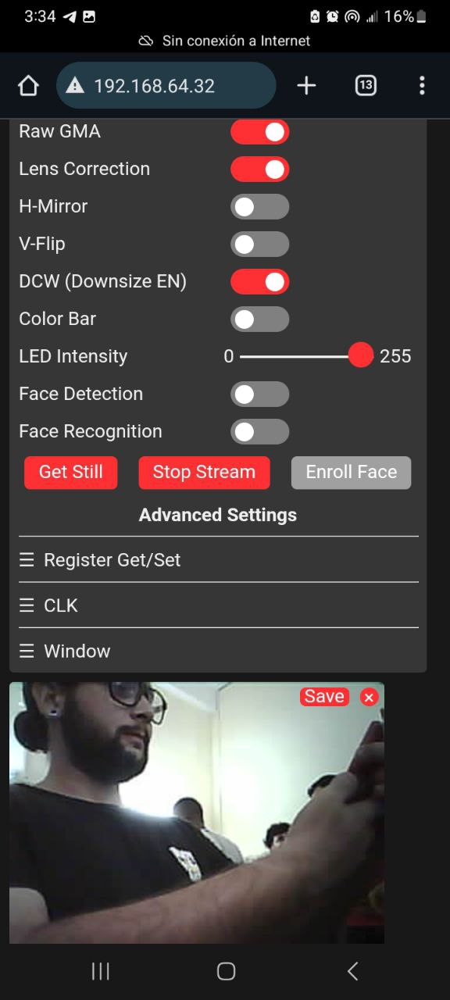 3:34 16%
Sin conexión a Internet
192.168.64.32 13
Raw GMA
Lens Correction
H-Mirror
V-Flip
DCW (Downsize EN)
Color Bar
LED Intensity 0 255
Face Detection
Face Recognition
Get Still Stop Stream Enroll Face
Advanced Settings
Register Get/Set
CLK
Window
Save